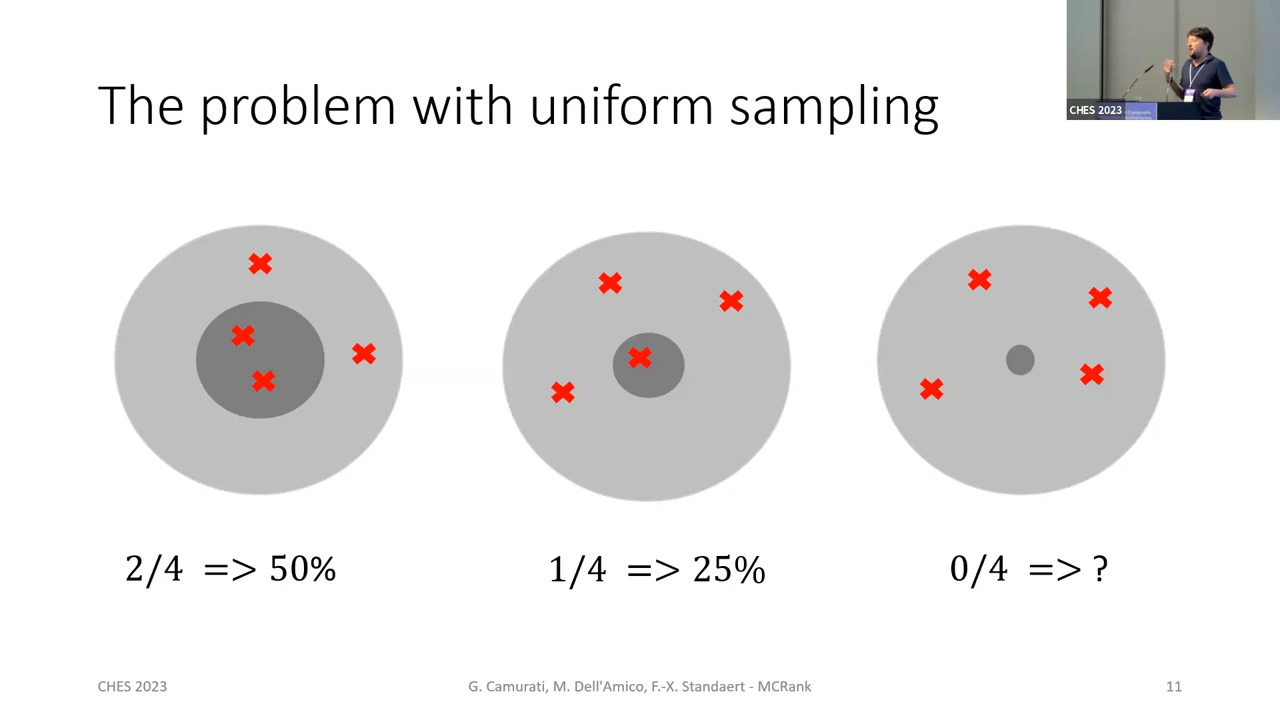 The problem with uniform sampling
CHES 2023
2/4 => 50%
1/4 => 25%
0/4 => ?
CHES 2023
G. Camurati, M. Dell'Amico, F.-X. Standaert - MCRank
11